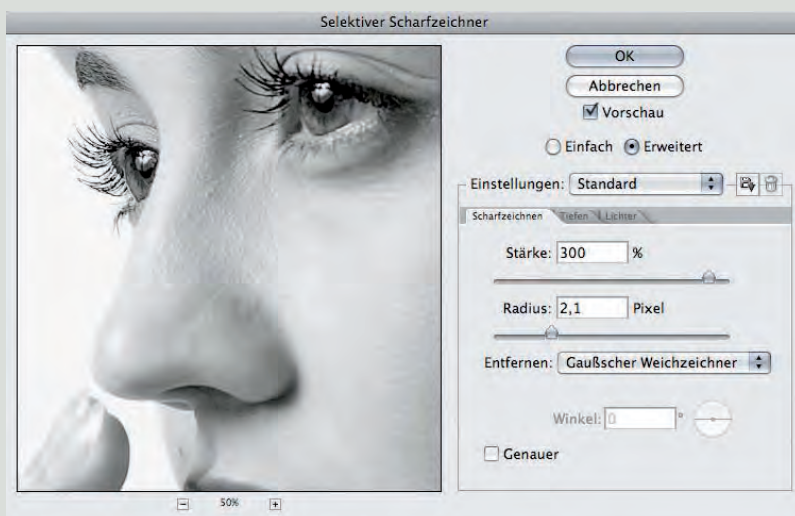 Selektiver Scharfzeichner
OK
Abbrechen
Vorschau
Einfach Erweitert
Einstellungen: Standard
Scharfzeichnen Tiefen Lichter
Stärke: 300 %
Radius: 2,1 Pixel
Entfernen: Gaußscher Weichzeichner
Winkel: 0 °
Genauer
50%